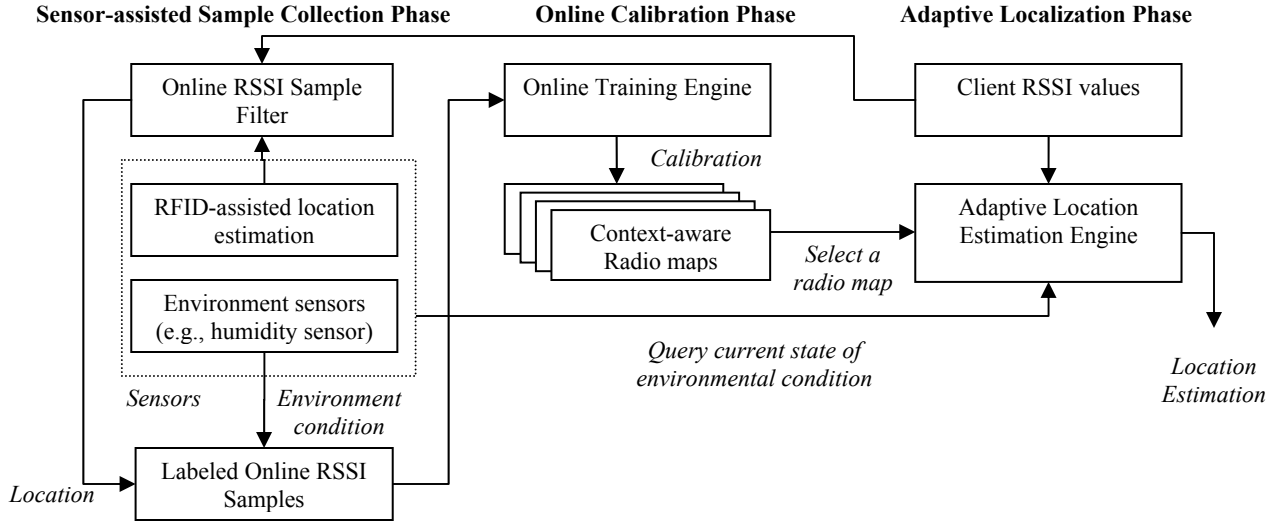 Sensor-assisted Sample Collection Phase
Online Calibration Phase
Adaptive Localization Phase
Online RSSI Sample
Filter
Online Training Engine
Client RSSI values
Calibration
RFID-assisted location
estimation
Context-aware
Radio maps
Select a
radio map
Adaptive Location
Estimation Engine
Environment sensors
(e.g., humidity sensor)
Query current state of
environmental condition
Location
Estimation
Sensors
Environment
condition
Location
Labeled Online RSSI
Samples